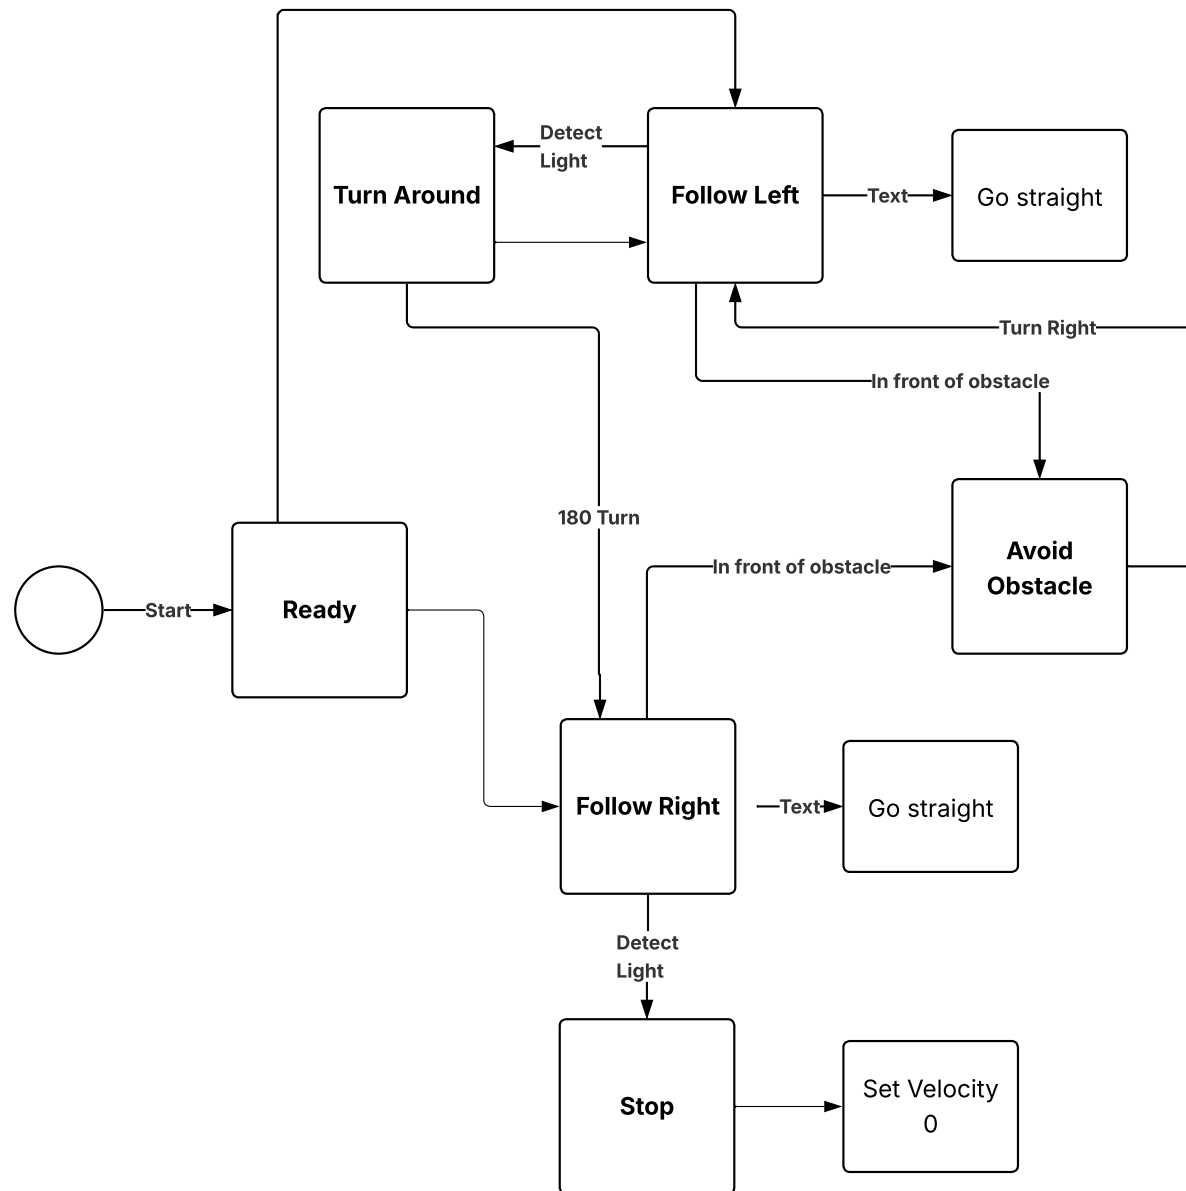 Detect
Light
Turn Around
Follow Left
Text
Go straight
Turn Right
In front of obstacle
180 Turn
In front of obstacle
Avoid
Obstacle
Start
Ready
Follow Right
Text
Go straight
Detect
Light
Stop
Set Velocity
0